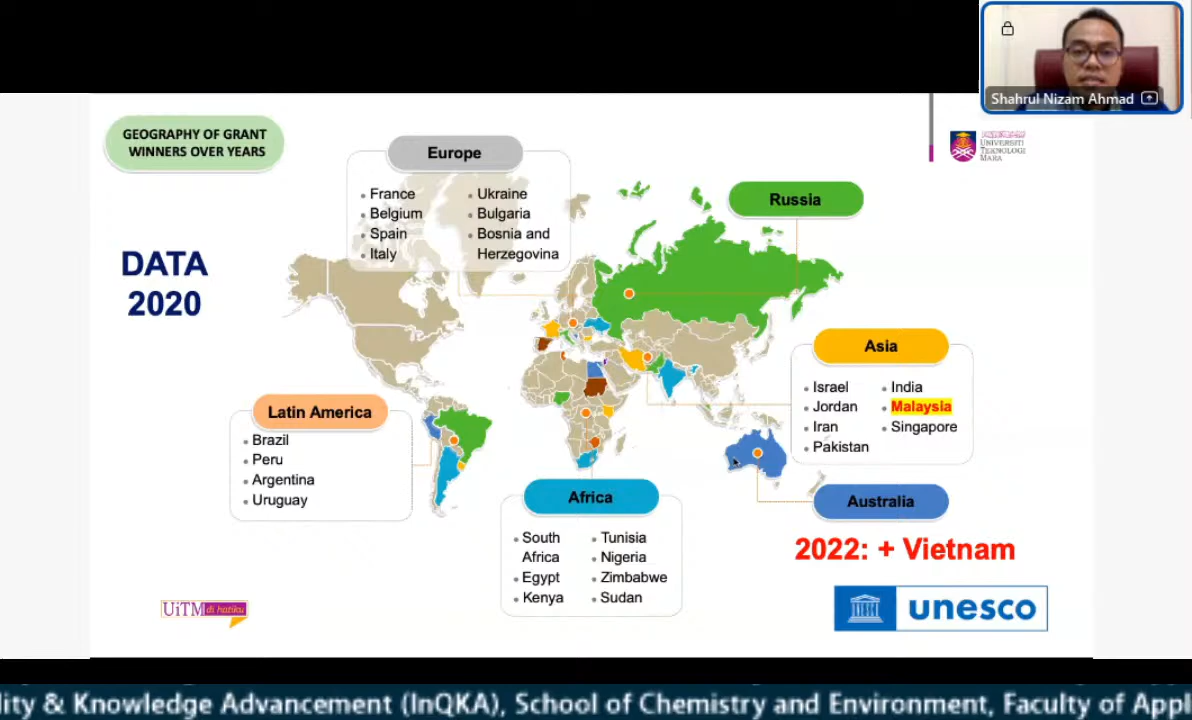 Shahrul Nizam Ahmad
GEOGRAPHY OF GRANT
WINNERS OVER YEARS
UNIVERSITI
TEKNOLOGI
MARA
DATA
2020
Europe
France
Belgium
Spain
Italy
Ukraine
Bulgaria
Bosnia and
Herzegovina
Russia
Asia
Israel
Jordan
Iran
Pakistan
India
Malaysia
Singapore
Latin America
Brazil
Peru
Argentina
Uruguay
Africa
South
Africa
Egypt
Kenya
Tunisia
Nigeria
Zimbabwe
Sudan
Australia
2022: + Vietnam
UiTM di hatiku
unesco
lity & Knowledge Advancement (InQKA), School of Chemistry and Environment, Faculty of Appl